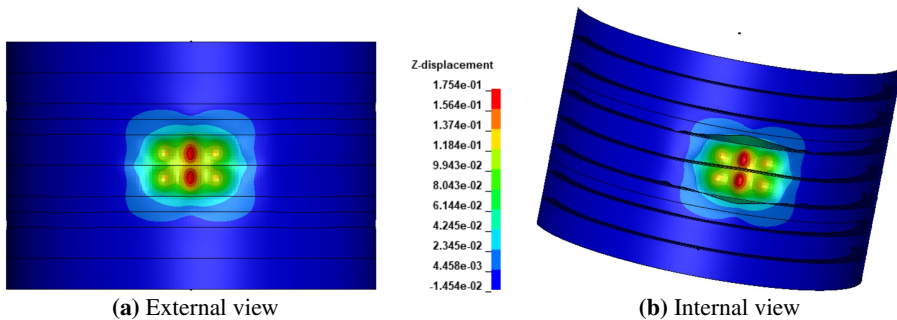 Z-displacement
1.754e-01
1.564e-01
1.374e-01
1.184e-01
9.943e-02
8.043e-02
6.144e-02
4.245e-02
2.345e-02
4.458e-03
-1.454e-02
(a) External view
(b) Internal view